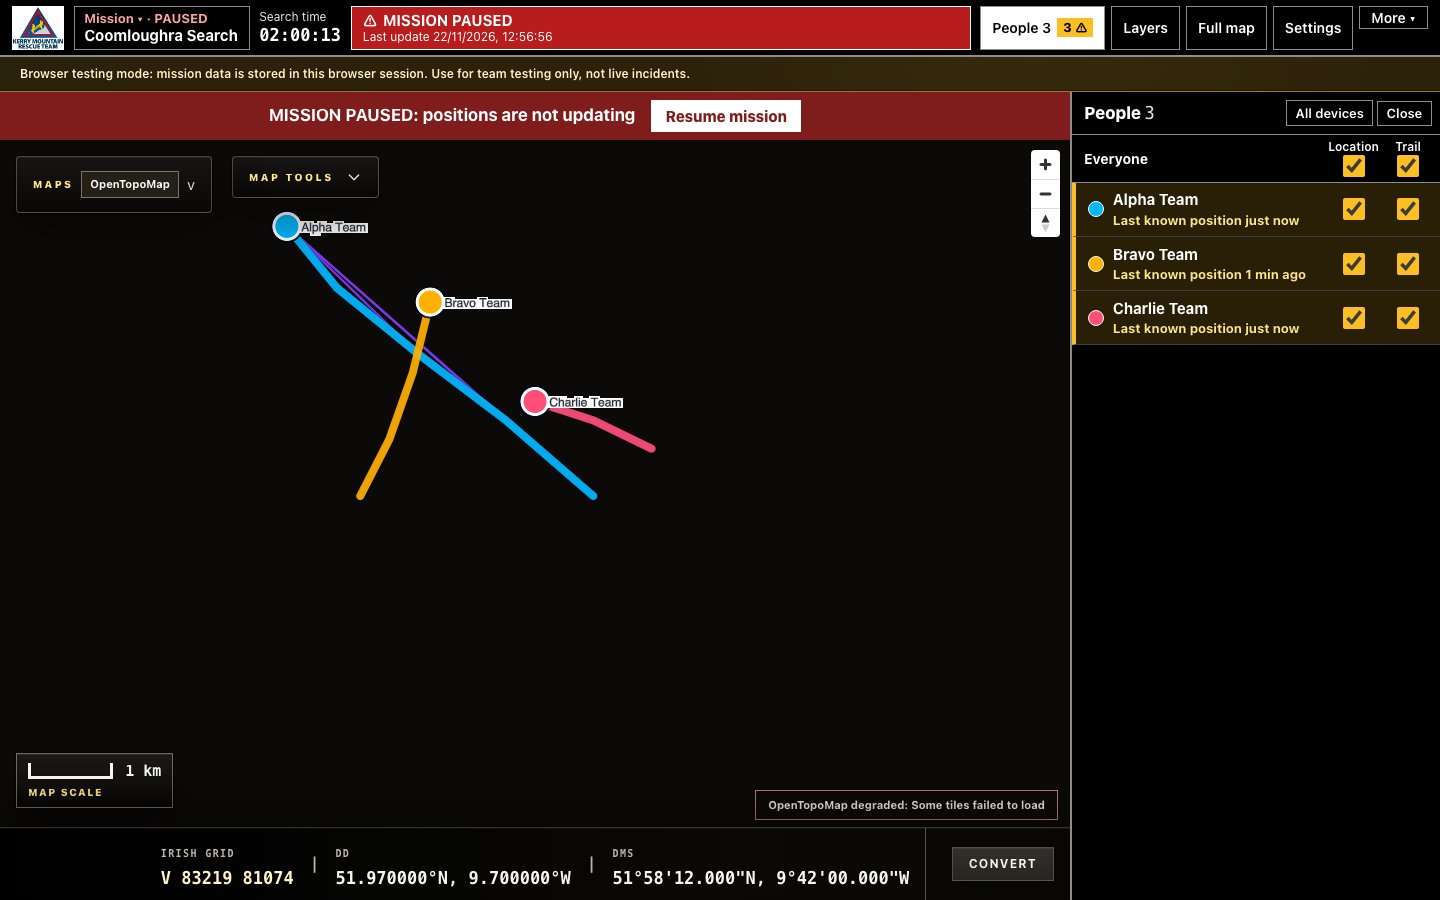 KERRY MOUNTAIN
RESCUE TEAM
Mission ▾ · PAUSED
Coomloughra Search
Search time
02:00:13
MISSION PAUSED
Last update 22/11/2026, 12:56:56
People 3 3
Layers
Full map
Settings
More ▾
Browser testing mode: mission data is stored in this browser session. Use for team testing only, not live incidents.
MISSION PAUSED: positions are not updating
Resume mission
MAPS OpenTopoMap V
MAP TOOLS
Alpha Team
Bravo Team
Charlie Team
1 km
MAP SCALE
OpenTopoMap degraded: Some tiles failed to load
IRISH GRID
V 83219 81074
DD
51.970000°N, 9.700000°W
DMS
51°58'12.000"N, 9°42'00.000"W
CONVERT
People 3
All devices
Close
Everyone
Location
Trail
Alpha Team
Last known position just now
Bravo Team
Last known position 1 min ago
Charlie Team
Last known position just now